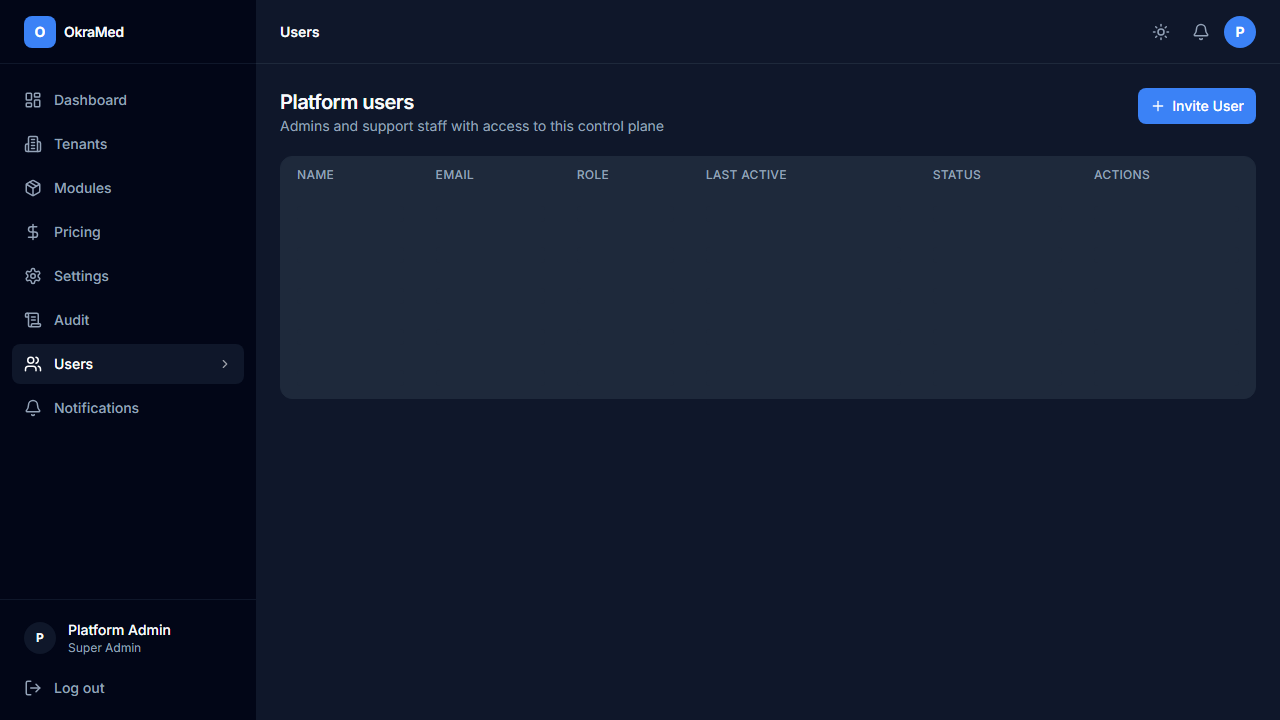 O OkraMed
Dashboard
Tenants
Modules
Pricing
Settings
Audit
Users
Notifications
P
Platform Admin
Super Admin
Log out
Users
P
Platform users
Admins and support staff with access to this control plane
Invite User
NAME EMAIL ROLE LAST ACTIVE STATUS ACTIONS